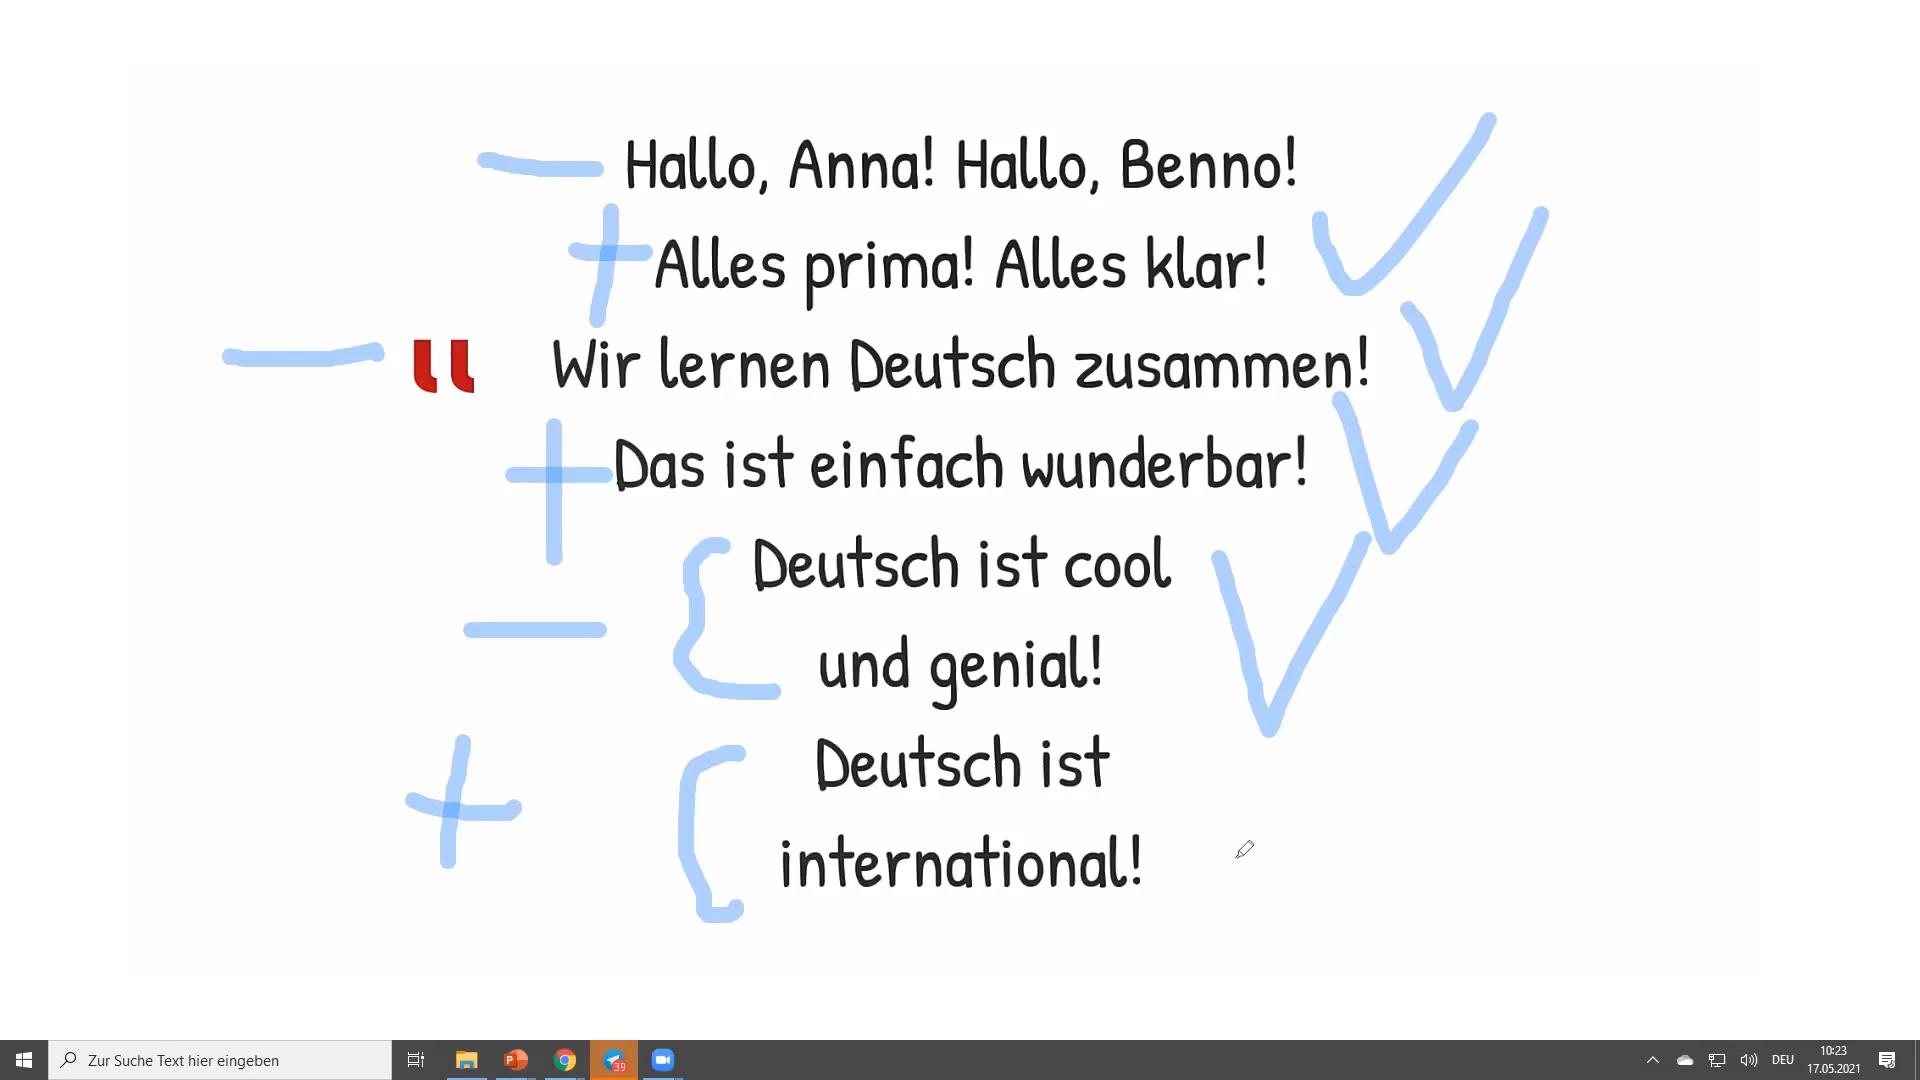 Hallo, Anna! Hallo, Benno!
Alles prima! Alles klar!
Wir lernen Deutsch zusammen!
Das ist einfach wunderbar!
Deutsch ist cool
und genial!
Deutsch ist
international!
Zur Suche Text hier eingeben
39
DEU
10:23
17.05.2021